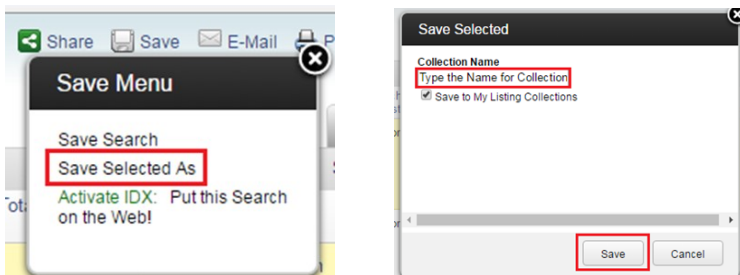 Share Save E-Mail P
Save Menu
Save Search
Save Selected As
Activate IDX: Put this Search
on the Web!
Save Selected
Collection Name
Type the Name for Collection
Save to My Listing Collections
Save Cancel